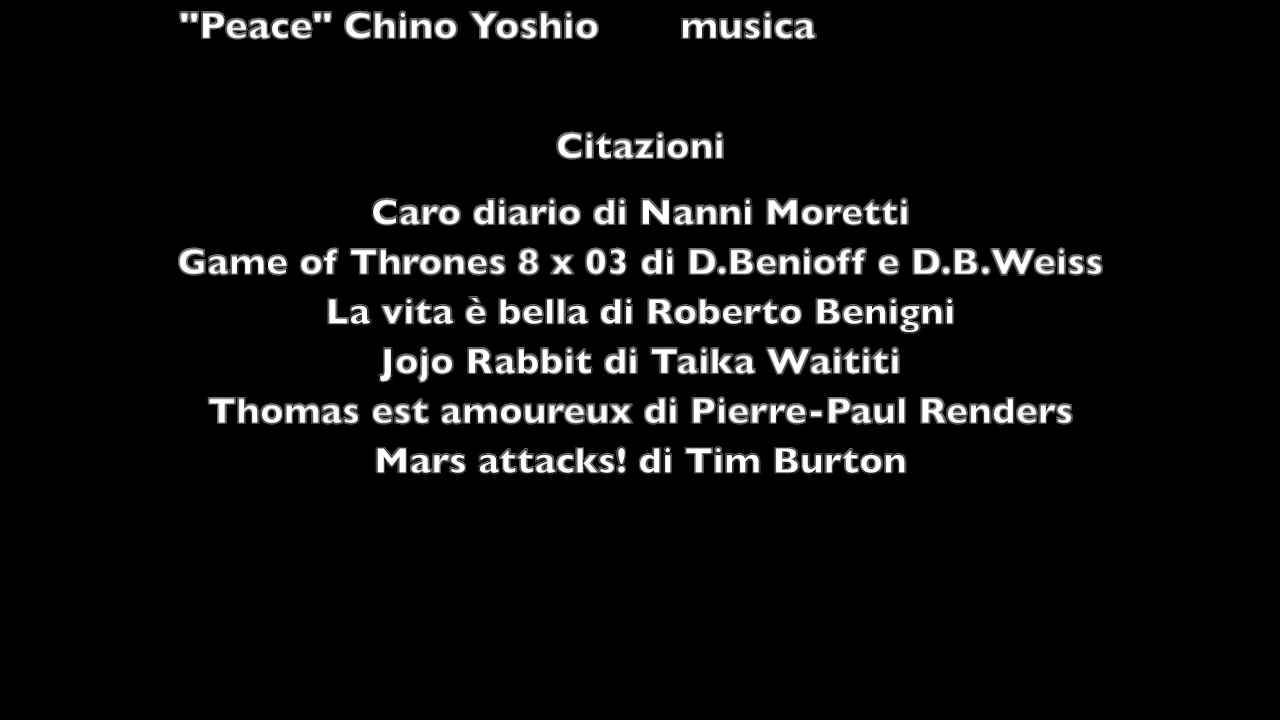 "Peace" Chino Yoshio musica
Citazioni
Caro diario di Nanni Moretti
Game of Thrones 8 x 03 di D.Benioff e D.B.Weiss
La vita è bella di Roberto Benigni
Jojo Rabbit di Taika Waititi
Thomas est amoureux di Pierre-Paul Renders
Mars attacks! di Tim Burton